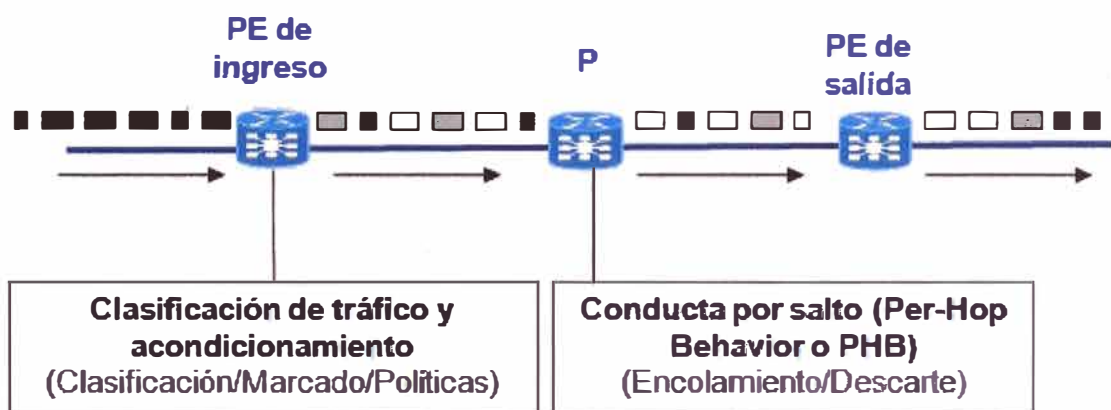 PE de
ingreso
P
PE de
salida
Clasificación de tráfico y
acondicionamiento
(Clasificación/Marcado/Políticas)
Conducta por salto (Per-Hop
Behavior o PHB)
(Encolamiento/Descarte)